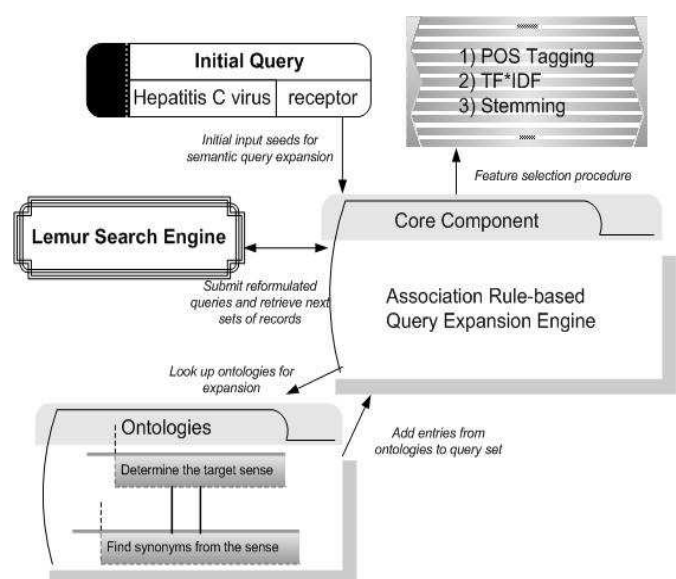 Initial Query
Hepatitis C virus receptor
1) POS Tagging
2) TF*IDF
3) Stemming
Initial input seeds for
semantic query expansion
Feature selection procedure
Lemur Search Engine
Core Component
Submit reformulated
queries and retrieve next
sets of records
Association Rule-based
Query Expansion Engine
Look up ontologies for
expansion
Ontologies
Add entries from
ontologies to query set
Determine the target sense
Find synonyms from the sense